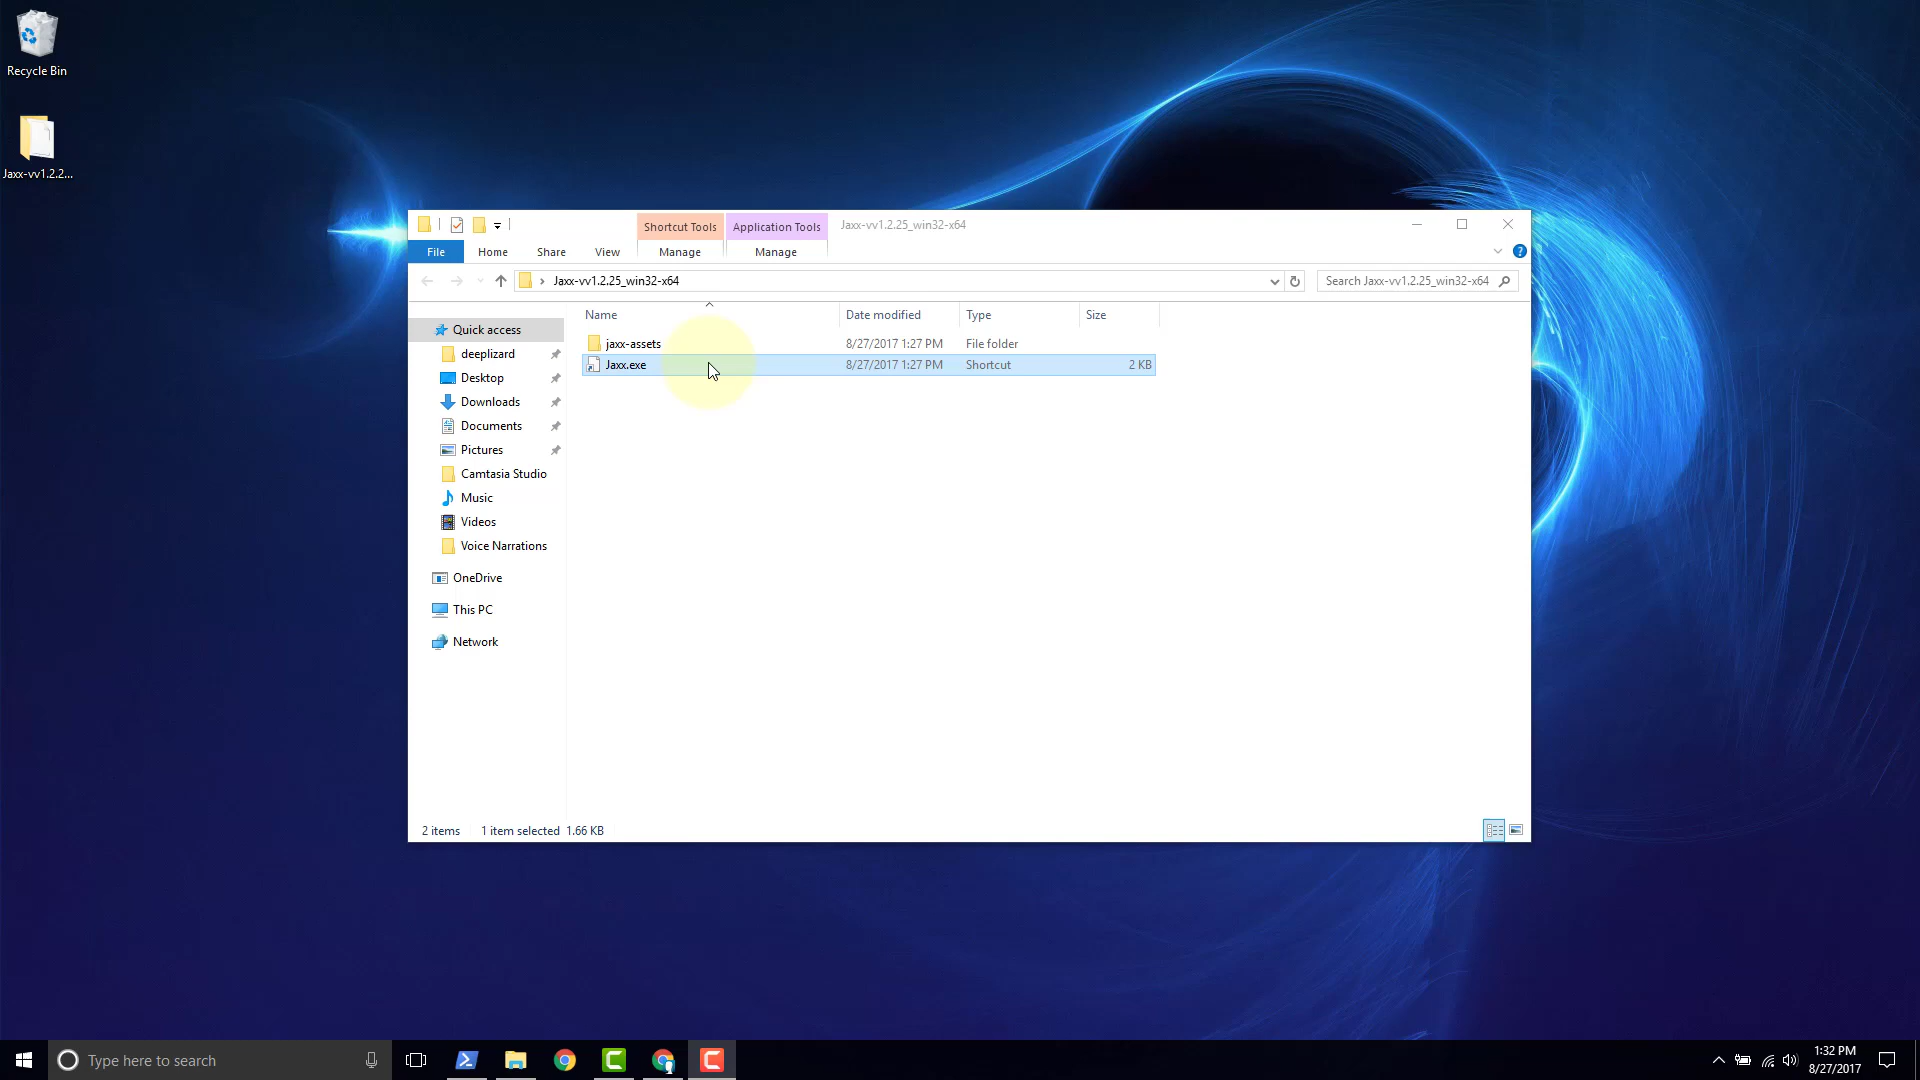 Recycle Bin
Jaxx-vv1.2.2...
Shortcut Tools
Application Tools
Jaxx-vv1.2.25_win32-x64
File
Home
Share
View
Manage
Manage
Jaxx-vv1.2.25_win32-x64
Search Jaxx-vv1.2.25_win32-x64
Name
Date modified
Type
Size
jaxx-assets
8/27/2017 1:27 PM
File folder
Jaxx.exe
8/27/2017 1:27 PM
Shortcut
2 KB
Quick access
deeplizard
Desktop
Downloads
Documents
Pictures
Camtasia Studio
Music
Videos
Voice Narrations
OneDrive
This PC
Network
2 items
1 item selected 1.66 KB
Type here to search
1:32 PM
8/27/2017